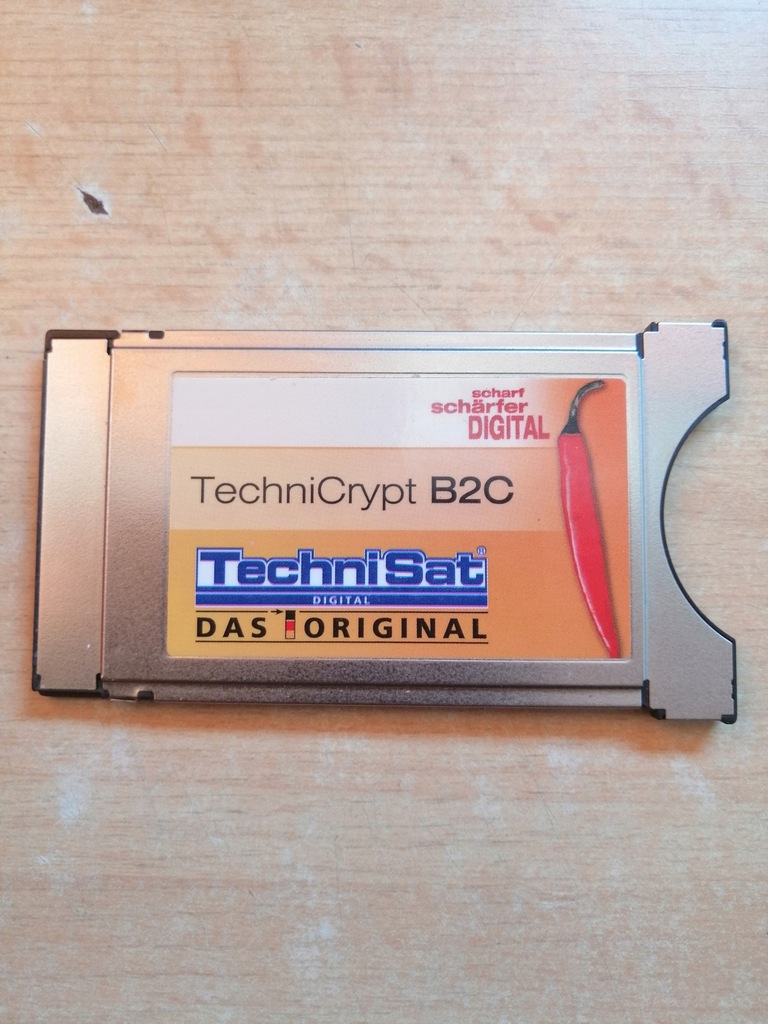 scharf
schärfer
DIGITAL
TechniCrypt B2C
TechniSat®
DIGITAL
DAS ORIGINAL